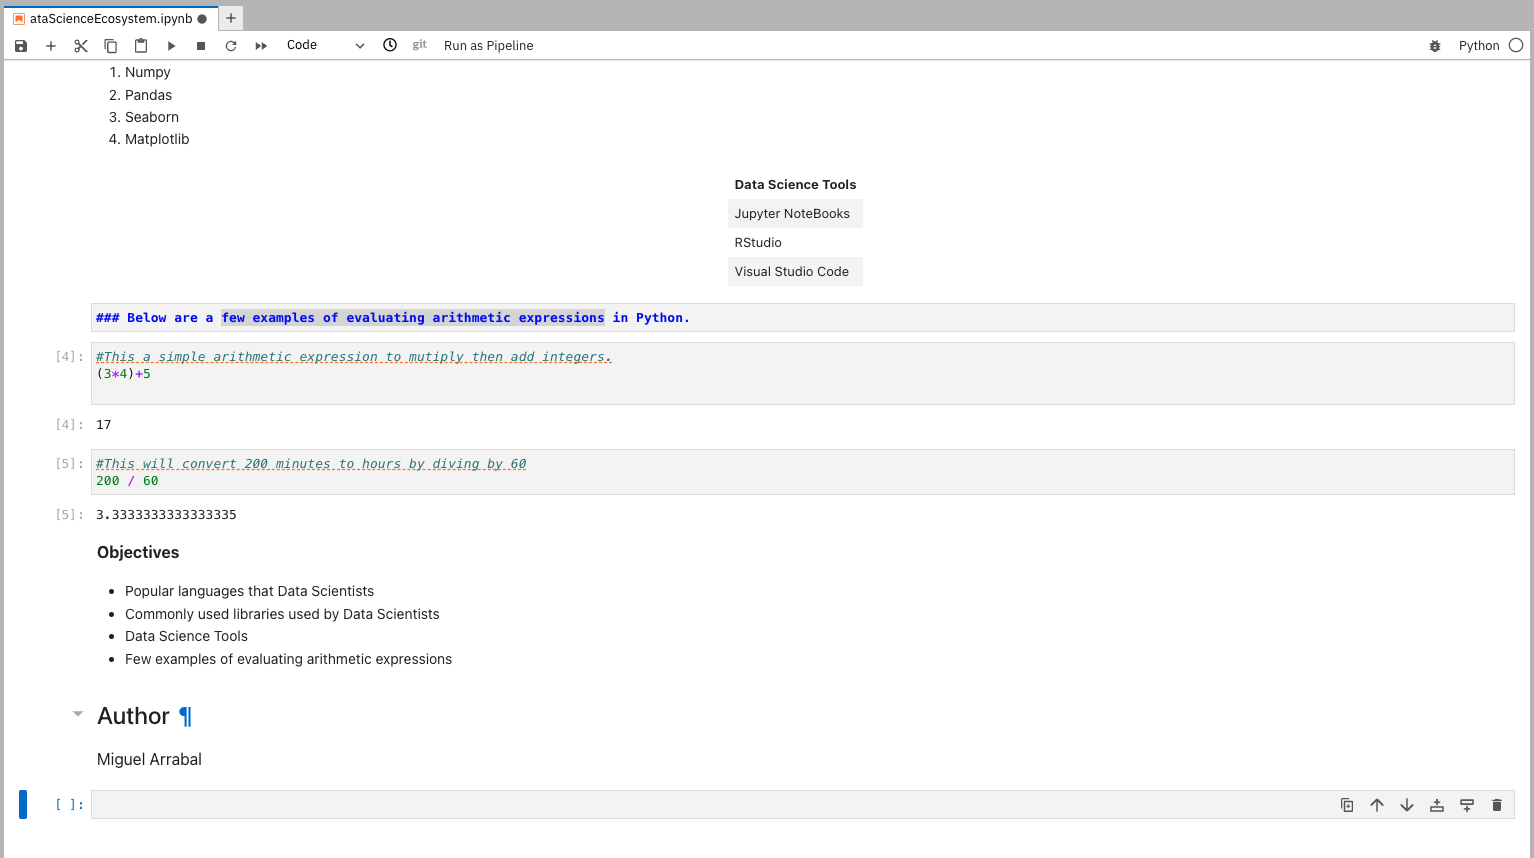 ataScienceEcosystem.ipynb
Code
git
Run as Pipeline
Python
1. Numpy
2. Pandas
3. Seaborn
4. Matplotlib
Data Science Tools
Jupyter NoteBooks
RStudio
Visual Studio Code
### Below are a few examples of evaluating arithmetic expressions in Python.
[4]: #This a simple arithmetic expression to mutiply then add integers.
(3*4)+5
[4]: 17
[5]: #This will convert 200 minutes to hours by diving by 60
200 / 60
[5]: 3.3333333333333335
Objectives
• Popular languages that Data Scientists
• Commonly used libraries used by Data Scientists
• Data Science Tools
• Few examples of evaluating arithmetic expressions
Author ¶
Miguel Arrabal
[ ]: